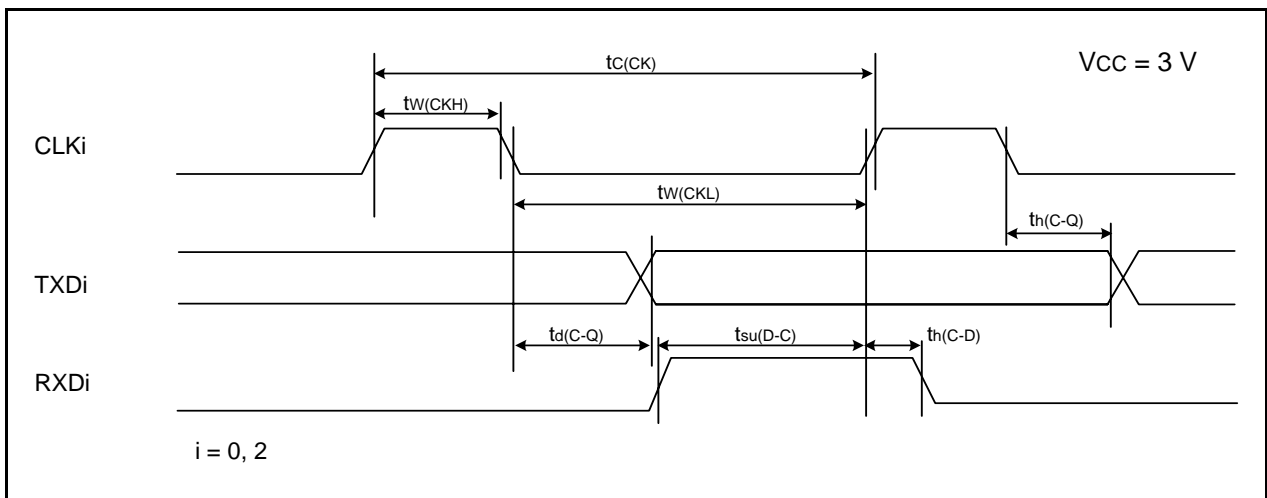 tC(CK)
VCC = 3 V
tW(CKH)
CLKi
tW(CKL)
th(C-Q)
TXDi
td(C-Q)
tsu(D-C)
th(C-D)
RXDi
i = 0, 2